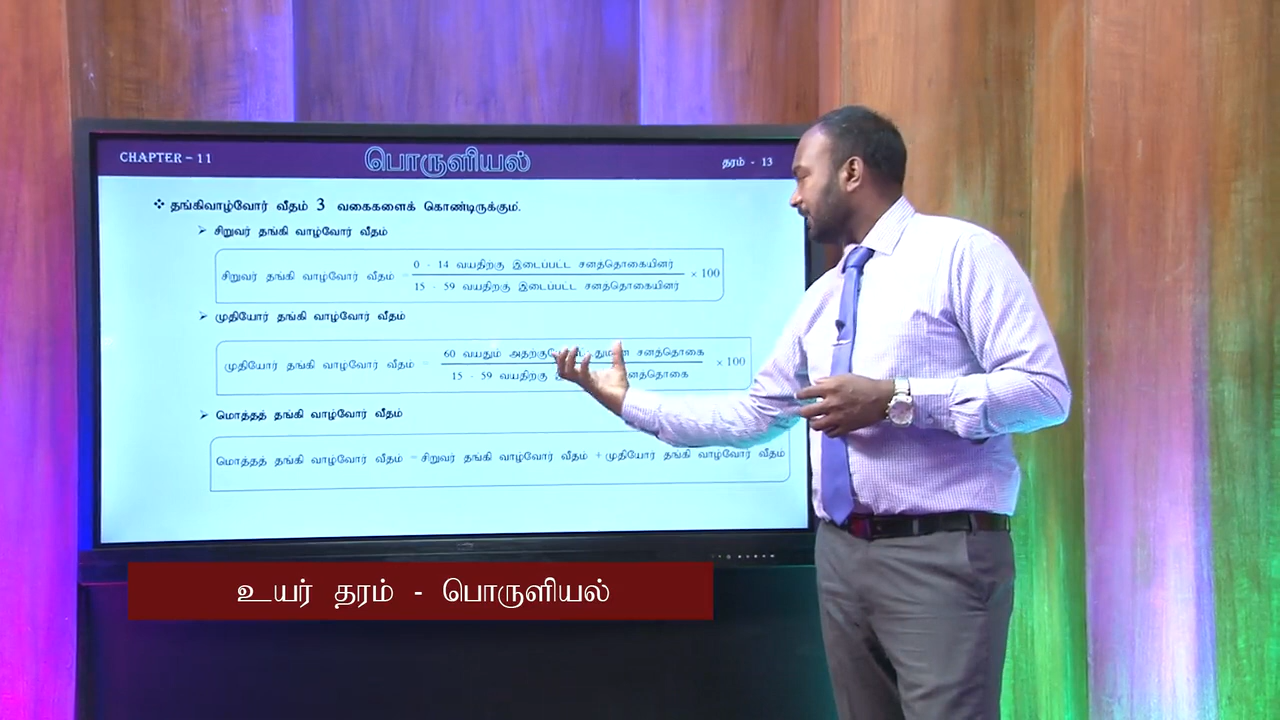 CHAPTER – 11
பொருளியல்
தரம் - 13
❖ தங்கிவாழ்வோர் வீதம் 3 வகைகளைக் கொண்டிருக்கும்.
➢ சிறுவர் தங்கி வாழ்வோர் வீதம்
சிறுவர் தங்கி வாழ்வோர் வீதம் =
0 - 14 வயதிற்கு இடைப்பட்ட சனத்தொகையினர்
15 - 59 வயதிற்கு இடைப்பட்ட சனத்தொகையினர்
× 100
➢ முதியோர் தங்கி வாழ்வோர் வீதம்
முதியோர் தங்கி வாழ்வோர் வீதம் =
60 வயதும் சனத்தொகை
15 - 59 வயதிற்கு
× 100
➢ மொத்தத் தங்கி வாழ்வோர் வீதம்
மொத்தத் தங்கி வாழ்வோர் வீதம் = சிறுவர் தங்கி வாழ்வோர் வீதம் + முதியோர் தங்கி வாழ்வோர் வீதம்
உயர் தரம் - பொருளியல்